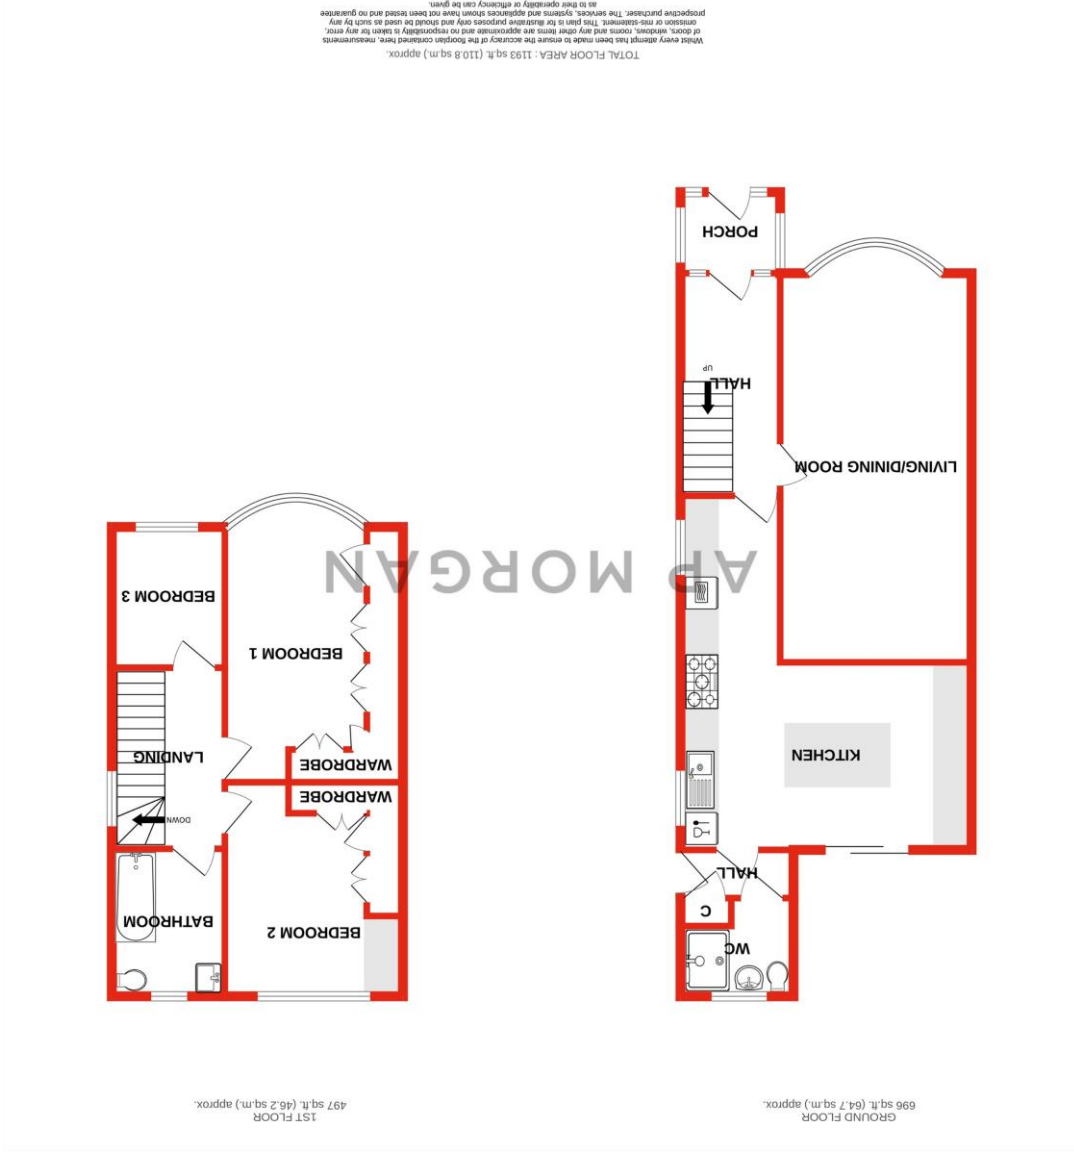 GROUND FLOOR
696 sq.ft. (64.7 sq.m.) approx.
WC
C
HALL
KITCHEN
LIVING/DINING ROOM
HALL
UP
PORCH
1ST FLOOR
497 sq.ft. (46.2 sq.m.) approx.
BEDROOM 2
BATHROOM
DOWN
WARDROBE
WARDROBE
LANDING
BEDROOM 1
BEDROOM 3
AP MORGAN
TOTAL FLOOR AREA : 1193 sq.ft. (110.8 sq.m.) approx.
Whilst every attempt has been made to ensure the accuracy of the floorplan contained here, measurements
of doors, windows, rooms and any other items are approximate and no responsibility is taken for any error,
omission or mis-statement. This plan is for illustrative purposes only and should be used as such by any
prospective purchaser. The services, systems and appliances shown have not been tested and no guarantee
as to their operability or efficiency can be given.